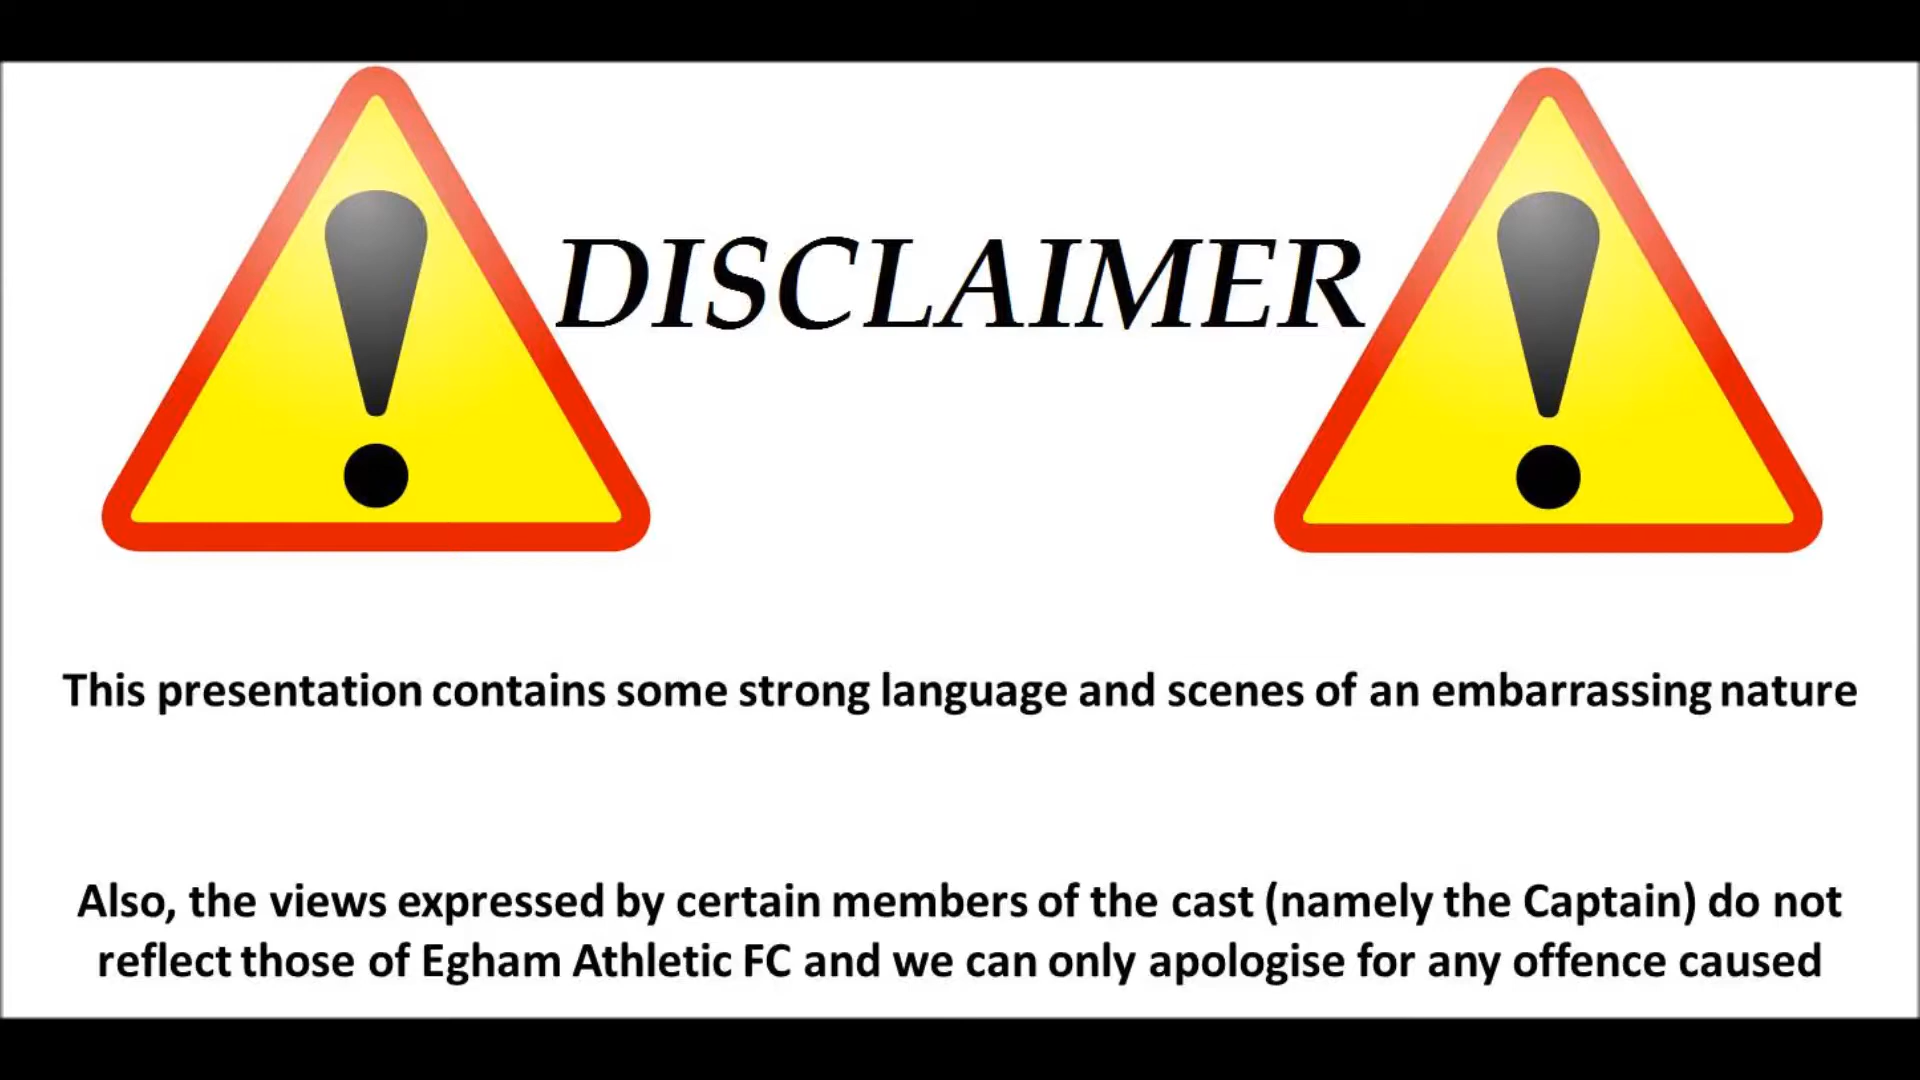 DISCLAIMER
This presentation contains some strong language and scenes of an embarrassing nature
Also, the views expressed by certain members of the cast (namely the Captain) do not
reflect those of Egham Athletic FC and we can only apologise for any offence caused